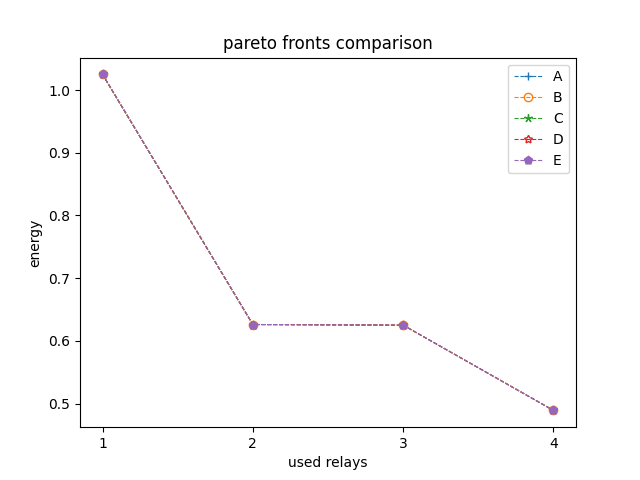 pareto fronts comparison
A
B
C
D
E
1.0
0.9
0.8
0.7
0.6
0.5
energy
1 2 3 4
used relays